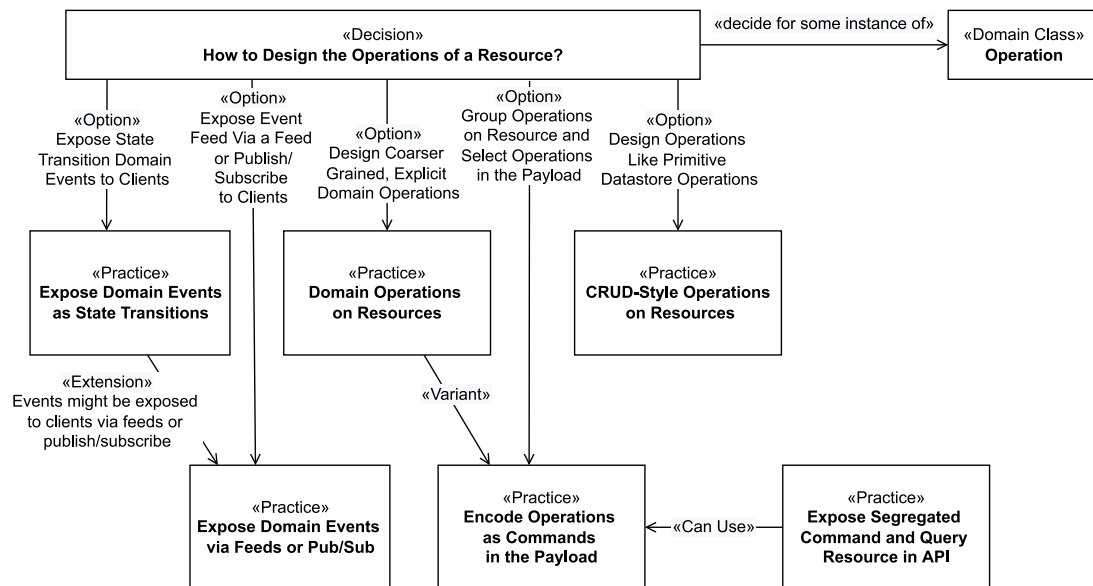 «Decision»
How to Design the Operations of a Resource?
«decide for some instance of»
«Domain Class»
Operation
«Option»
Expose State
Transition Domain
Events to Clients
«Option»
Expose Event
Feed Via a Feed
or Publish/
Subscribe
to Clients
«Option»
Design Coarser
Grained, Explicit
Domain Operations
«Option»
Group Operations
on Resource and
Select Operations
in the Payload
«Option»
Design Operations
Like Primitive
Datastore Operations
«Practice»
Expose Domain Events
as State Transitions
«Practice»
Domain Operations
on Resources
«Practice»
CRUD-Style Operations
on Resources
«Extension»
Events might be exposed
to clients via feeds or
publish/subscribe
«Variant»
«Practice»
Expose Domain Events
via Feeds or Pub/Sub
«Practice»
Encode Operations
as Commands
in the Payload
«Can Use»
«Practice»
Expose Segregated
Command and Query
Resource in API